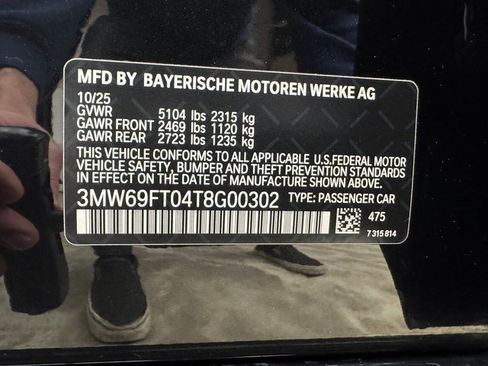 MFD BY BAYERISCHE MOTOREN WERKE AG
10/25
GVWR 5104 lbs 2315 kg
GAWR FRONT 2469 lbs 1120 kg
GAWR REAR 2723 lbs 1235 kg
THIS VEHICLE CONFORMS TO ALL APPLICABLE U.S.FEDERAL MOTOR
VEHICLE SAFETY, BUMPER, AND THEFT PREVENTION STANDARDS
IN EFFECT ON THE DATE OF MANUFACTURE SHOWN ABOVE.
3MW69FT04T8G00302 TYPE: PASSENGER CAR
475
7 315 814